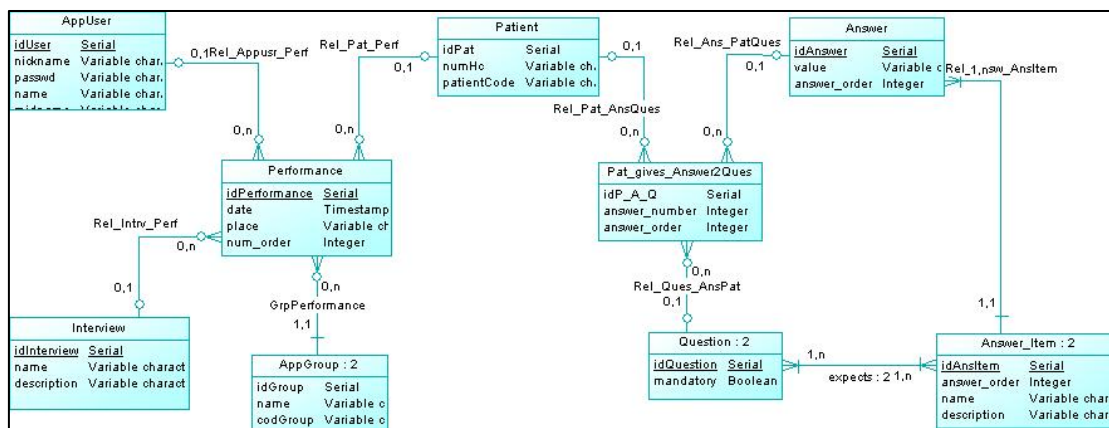 AppUser
idUser Serial
nickname Variable char.
passwd Variable char.
name Variable char.
Variable char.
0,1
Rel_Appusr_Perf
0,n
Rel_Pat_Perf
0,1
0,n
Patient
idPat Serial
numHc Variable ch.
patientCode Variable ch.
0,1
Rel_Pat_AnsQues
0,n
Rel_Ans_PatQues
0,1
0,n
Answer
idAnswer Serial
value Variable c
answer_order Integer
Rel_1,nsw_AnsItem
1,1
Performance
idPerformance Serial
date Timestamp
place Variable ch
num_order Integer
Pat_gives_Answer2Ques
idP_A_Q Serial
answer_number Integer
answer_order Integer
Rel_Intrv_Perf
0,n
0,1
0,n
GrpPerformance
1,1
0,n
Rel_Ques_AnsPat
0,1
Interview
idInterview Serial
name Variable charact
description Variable charact
AppGroup : 2
idGroup Serial
name Variable c
codGroup Variable c
Question : 2
idQuestion Serial
mandatory Boolean
1,n
expects : 2
1,n
Answer_Item : 2
idAnsItem Serial
answer_order Integer
name Variable char
description Variable char